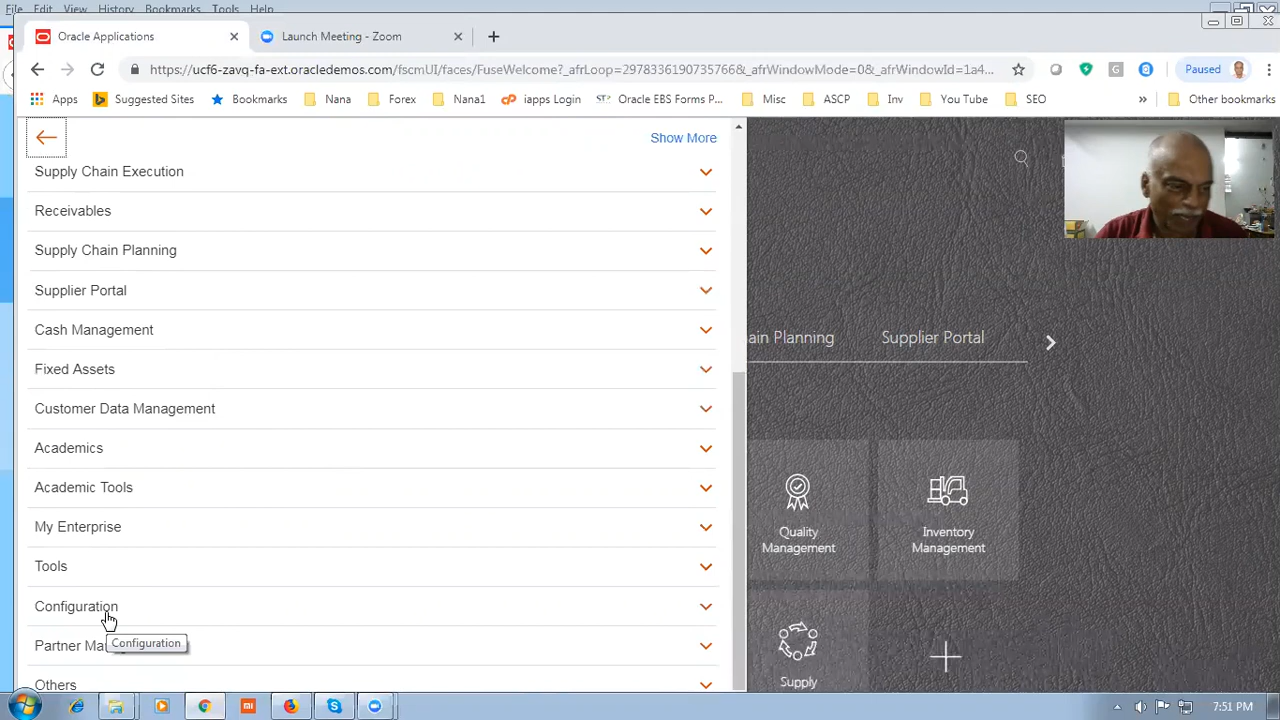 File Edit View History Bookmarks Tools Help
Oracle Applications
Launch Meeting - Zoom
https://ucf6-zavq-fa-ext.oracledemos.com/fscmUI/faces/FuseWelcome?_afrLoop=2978336190735766&_afrWindowMode=0&_afrWindowId=1a4...
Paused
Apps Suggested Sites Bookmarks Nana Forex Nana1 iapps Login Oracle EBS Forms P... Misc ASCP Inv You Tube SEO » Other bookmarks
Show More
Supply Chain Execution
Receivables
Supply Chain Planning
Supplier Portal
Cash Management
Fixed Assets
Customer Data Management
Academics
Academic Tools
My Enterprise
Tools
Configuration
Configuration
Partner
Others
Planning
Supplier Portal
Quality
Management
Inventory
Management
Supply
7:51 PM